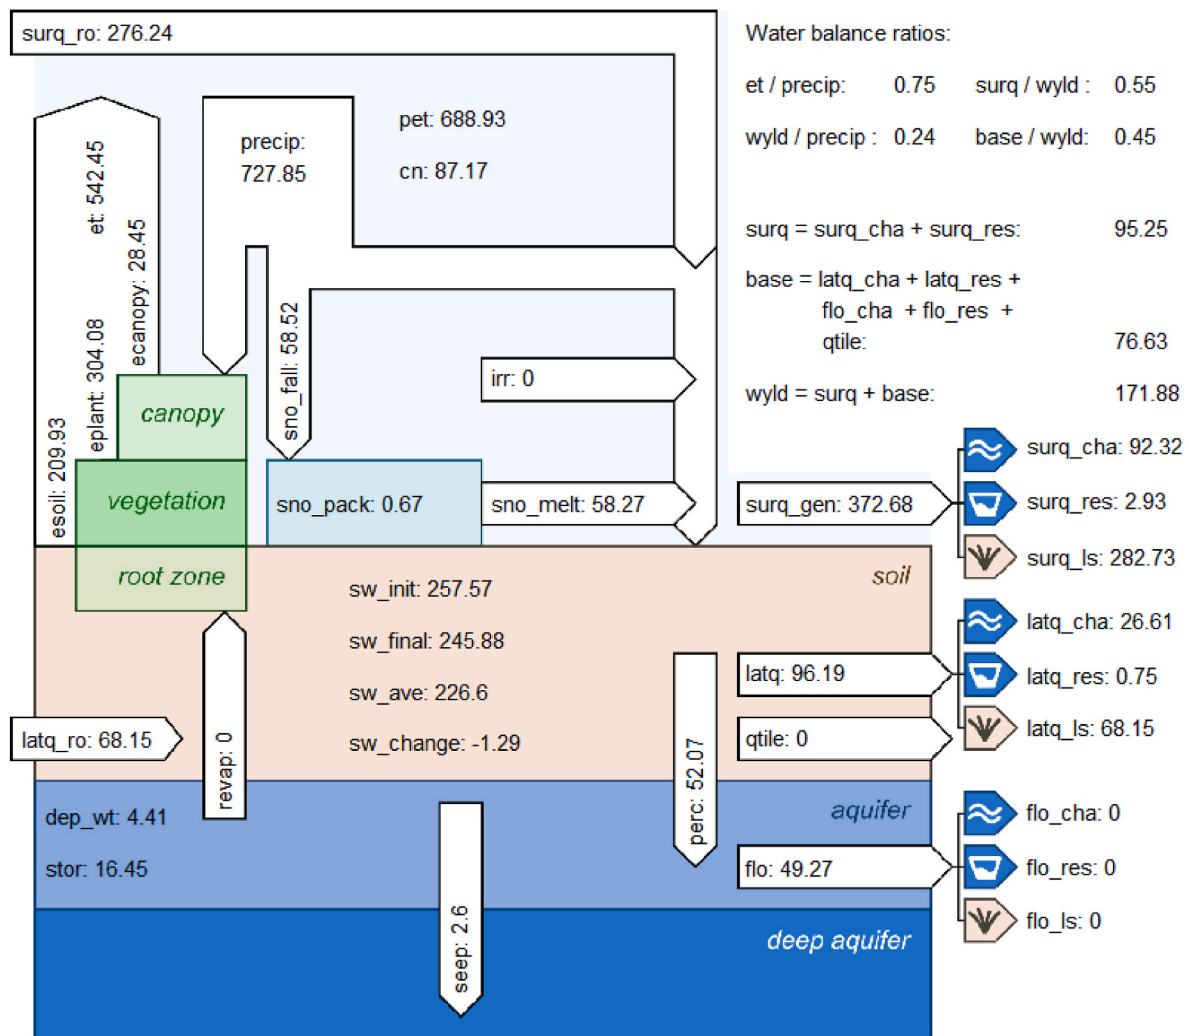 surq_ro: 276.24
Water balance ratios:
et / precip: 0.75 surq / wyld : 0.55
wyld / precip : 0.24 base / wyld: 0.45
pet: 688.93
cn: 87.17
precip:
727.85
et: 542.45
ecanopy: 28.45
eplant: 304.08
esoil: 209.93
sno_fall: 58.52
surq = surq_cha + surq_res: 95.25
base = latq_cha + latq_res +
flo_cha + flo_res +
qtile: 76.63
wyld = surq + base: 171.88
irr: 0
canopy
vegetation
root zone
sno_pack: 0.67
sno_melt: 58.27
surq_gen: 372.68
surq_cha: 92.32
surq_res: 2.93
surq_ls: 282.73
soil
sw_init: 257.57
sw_final: 245.88
sw_ave: 226.6
sw_change: -1.29
latq_ro: 68.15
revap: 0
perc: 52.07
latq: 96.19
qtile: 0
latq_cha: 26.61
latq_res: 0.75
latq_ls: 68.15
aquifer
dep_wt: 4.41
stor: 16.45
flo: 49.27
flo_cha: 0
flo_res: 0
flo_ls: 0
seep: 2.6
deep aquifer